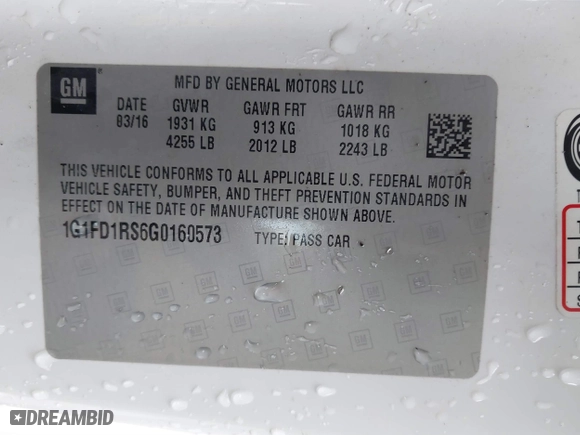 GM
MFD BY GENERAL MOTORS LLC
DATE GVWR GAWR FRT GAWR RR
03/16 1931 KG 913 KG 1018 KG
4255 LB 2012 LB 2243 LB
THIS VEHICLE CONFORMS TO ALL APPLICABLE U.S. FEDERAL MOTOR
VEHICLE SAFETY, BUMPER, AND THEFT PREVENTION STANDARDS IN
EFFECT ON THE DATE OF MANUFACTURE SHOWN ABOVE.
1G1FD1RS6G0160573 TYPE: PASS CAR
DREAMBID